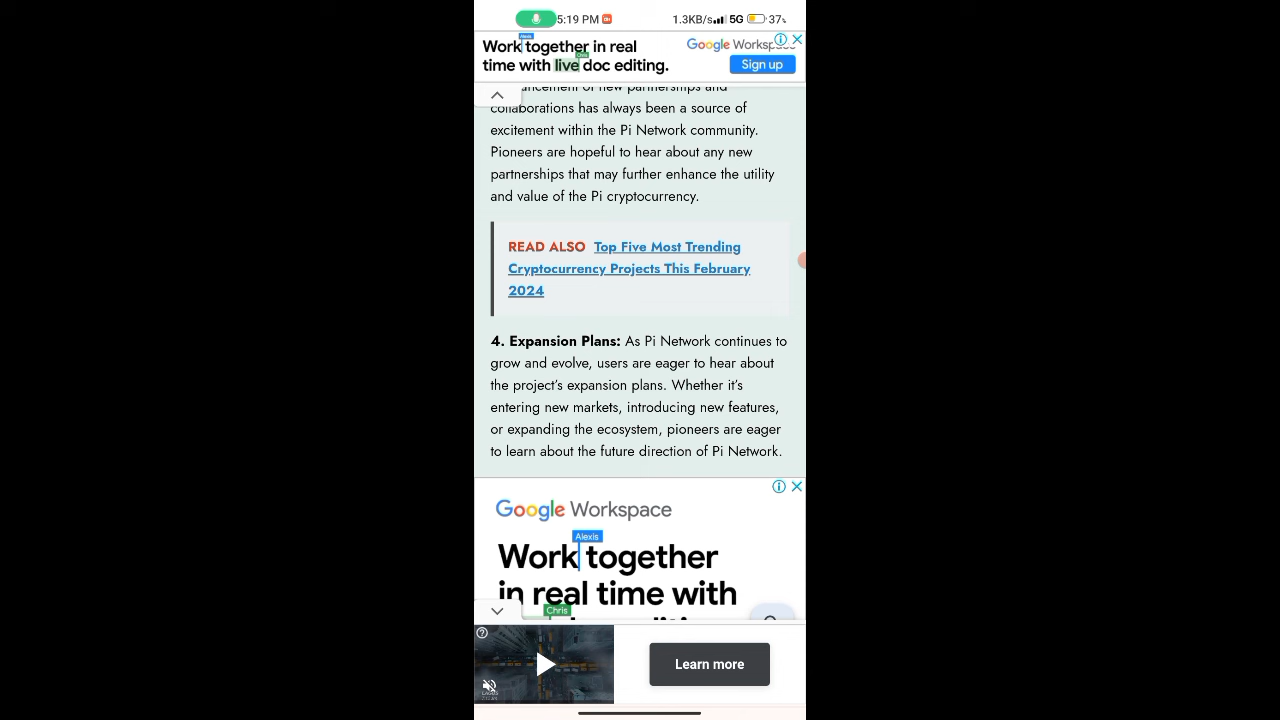 5:19 PM
1.3KB/s 5G 37%
Alexis
Work together in real
time with live doc editing.
Google
Sign up
partnerships and
collaborations has always been a source of
excitement within the Pi Network community.
Pioneers are hopeful to hear about any new
partnerships that may further enhance the utility
and value of the Pi cryptocurrency.
READ ALSO Top Five Most Trending
Cryptocurrency Projects This February
2024
4. Expansion Plans: As Pi Network continues to
grow and evolve, users are eager to hear about
the project's expansion plans. Whether it's
entering new markets, introducing new features,
or expanding the ecosystem, pioneers are eager
to learn about the future direction of Pi Network.
Google Workspace
Alexis
Work together
in real time with
Chris
Learn more